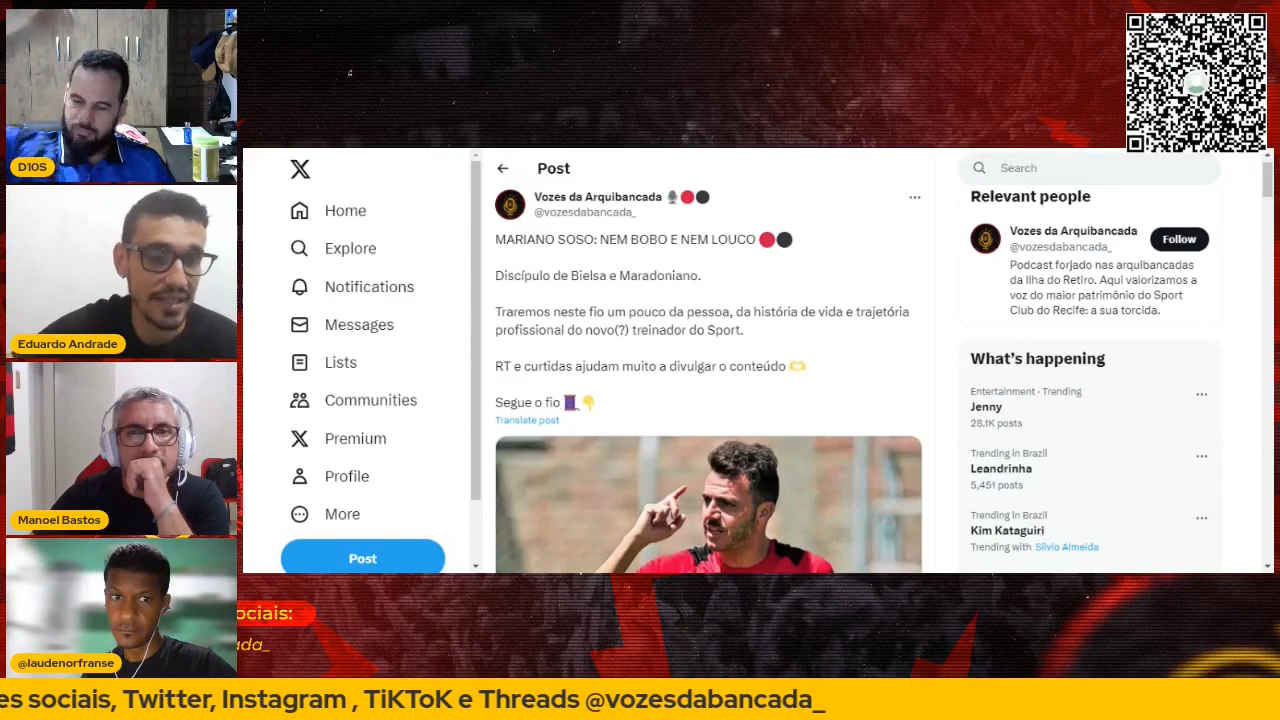 D10S
Eduardo Andrade
Manoel Bastos
@laudenorfranse
X
Home
Explore
Notifications
Messages
Lists
Communities
Premium
Profile
More
Post
Post
Vozes da Arquibancada 🎙️🔴⚫
@vozesdabancada_
MARIANO SOSO: NEM BOBO E NEM LOUCO 🔴⚫
Discípulo de Bielsa e Maradoniano.
Traremos neste fio um pouco da pessoa, da história de vida e trajetória
profissional do novo(?) treinador do Sport.
RT e curtidas ajudam muito a divulgar o conteúdo 🫶
Segue o fio 🧵👇
Translate post
Search
Relevant people
Vozes da Arquibancada
@vozesdabancada_
Follow
Podcast forjado nas arquibancadas
da Ilha do Retiro. Aqui valorizamos a
voz do maior patrimônio do Sport
Club do Recife: a sua torcida.
What's happening
Entertainment · Trending
Jenny
28.1K posts
Trending in Brazil
Leandrinha
5,451 posts
Trending in Brazil
Kim Kataguiri
Trending with Silvio Almeida
ociais:
ada_
es sociais, Twitter, Instagram , TiKToK e Threads @vozesdabancada_